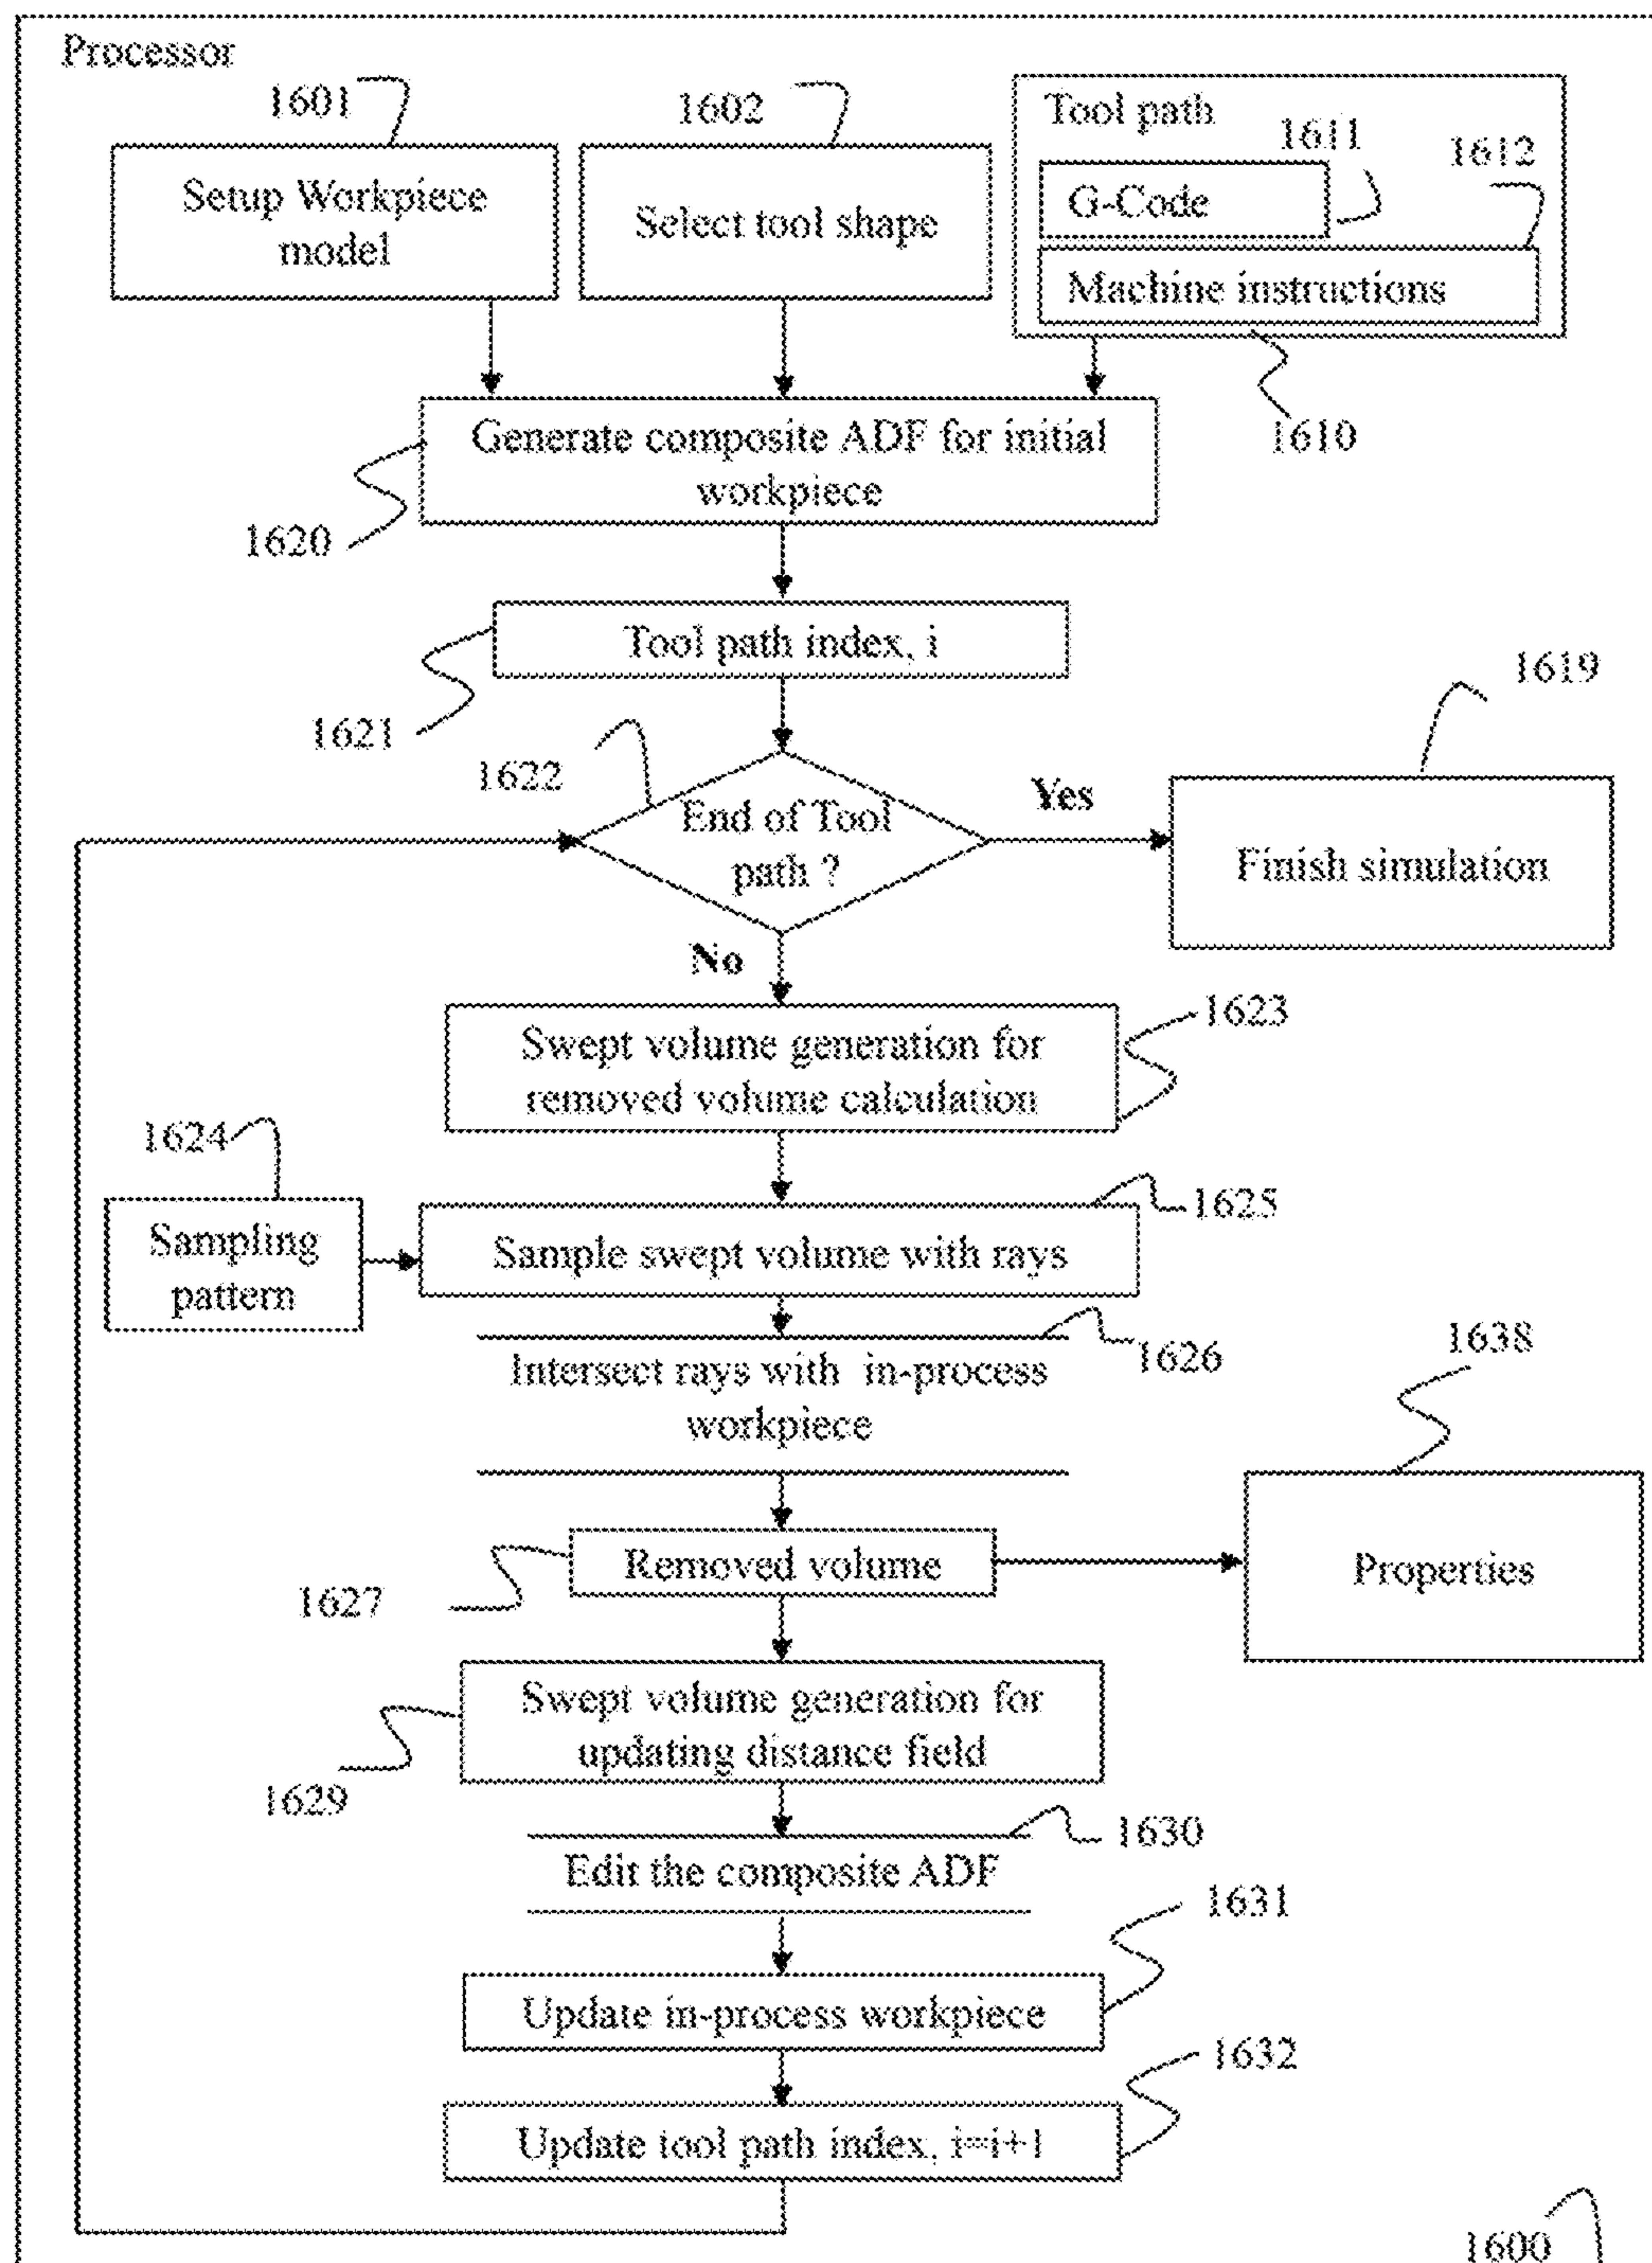 Processor
1601
1602
Tool path
1611
1612
G-Code
Setup Workpiece
model
Select tool shape
Machine instructions
1610
Generate composite ADF for initial
workpiece
1620
Tool path index, i
1621
1619
1622
End of Tool
path ?
Yes
Finish simulation
No
1623
Swept volume generation for
removed volume calculation
1624
1625
Sampling
pattern
Sample swept volume with rays
1626
Intersect rays with in-process
workpiece
1638
Removed volume
Properties
1627
Swept volume generation for
updating distance field
1629
1630
Edit the composite ADF
1631
Update in-process workpiece
1632
Update tool path index, i=i+1
1600